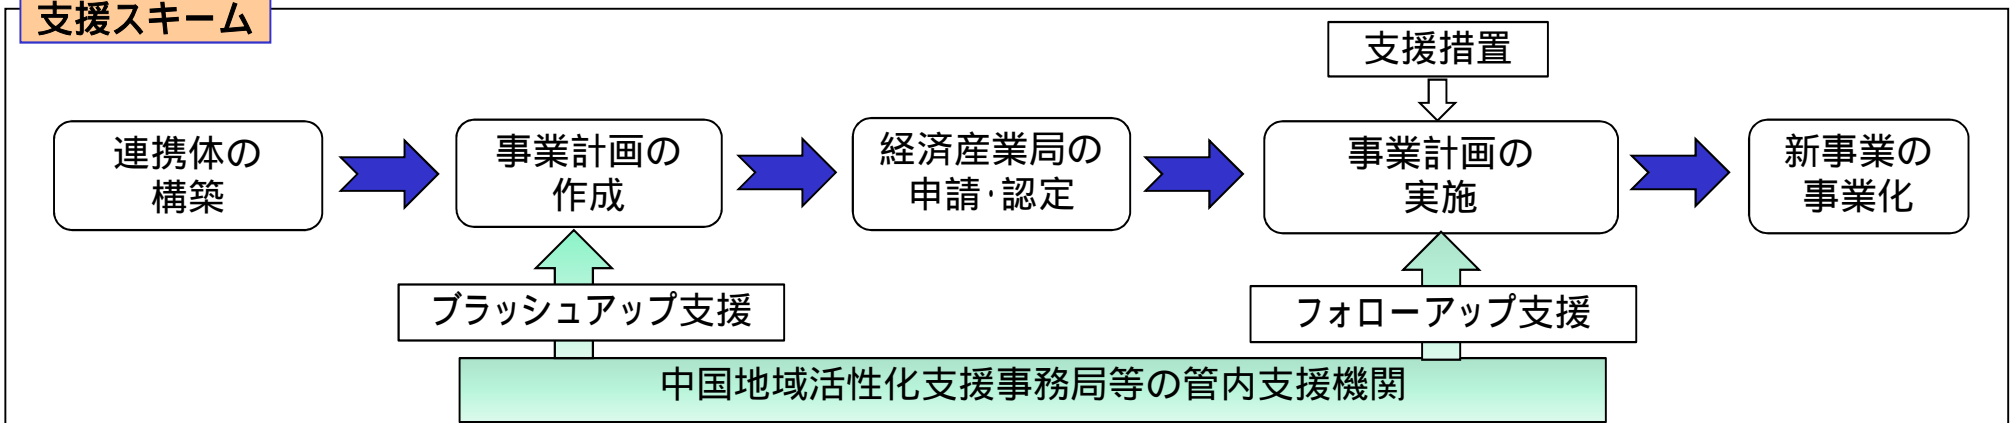 支援スキーム
支援措置
連携体の
構築
事業計画の
作成
経済産業局の
申請・認定
事業計画の
実施
新事業の
事業化
ブラッシュアップ支援
フォローアップ支援
中国地域活性化支援事務局等の管内支援機関